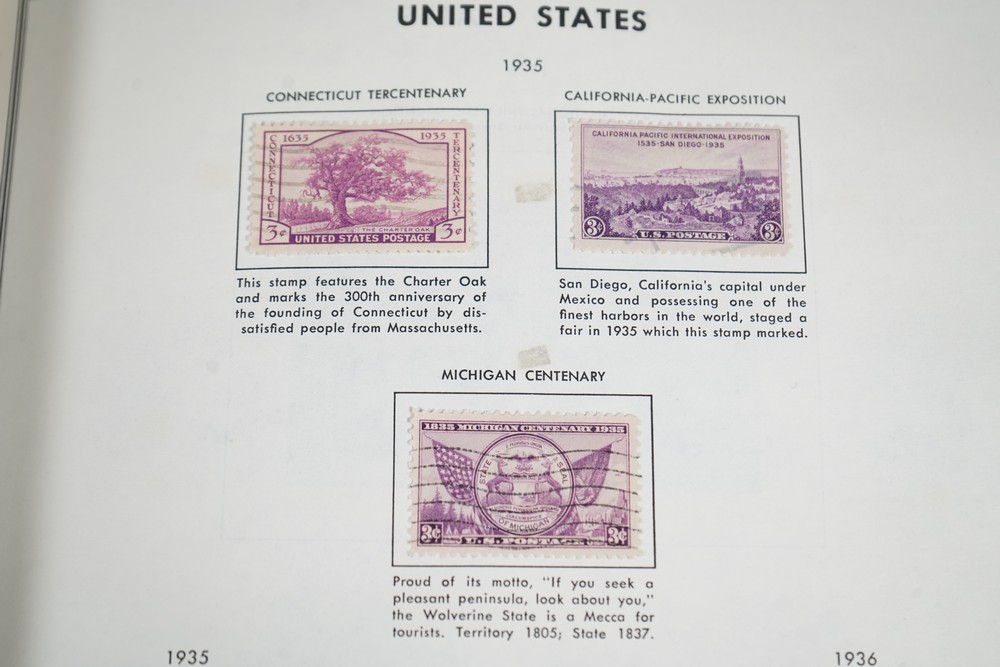 UNITED STATES
1935
CONNECTICUT TERCENTENARY
1635 1935
CONNECTICUT
TERCENTENARY
THE CHARTER OAK
3¢ UNITED STATES POSTAGE 3¢
This stamp features the Charter Oak
and marks the 300th anniversary of
the founding of Connecticut by dis-
satisfied people from Massachusetts.
CALIFORNIA-PACIFIC EXPOSITION
CALIFORNIA PACIFIC INTERNATIONAL EXPOSITION
1535·SAN DIEGO·1935
3¢ U.S. POSTAGE 3¢
San Diego, California's capital under
Mexico and possessing one of the
finest harbors in the world, staged a
fair in 1935 which this stamp marked.
MICHIGAN CENTENARY
1835 MICHIGAN CENTENARY 1935
STATE SEAL
OF MICHIGAN
3¢ U.S. POSTAGE 3¢
Proud of its motto, "If you seek a
pleasant peninsula, look about you,"
the Wolverine State is a Mecca for
tourists. Territory 1805; State 1837.
1935
1936